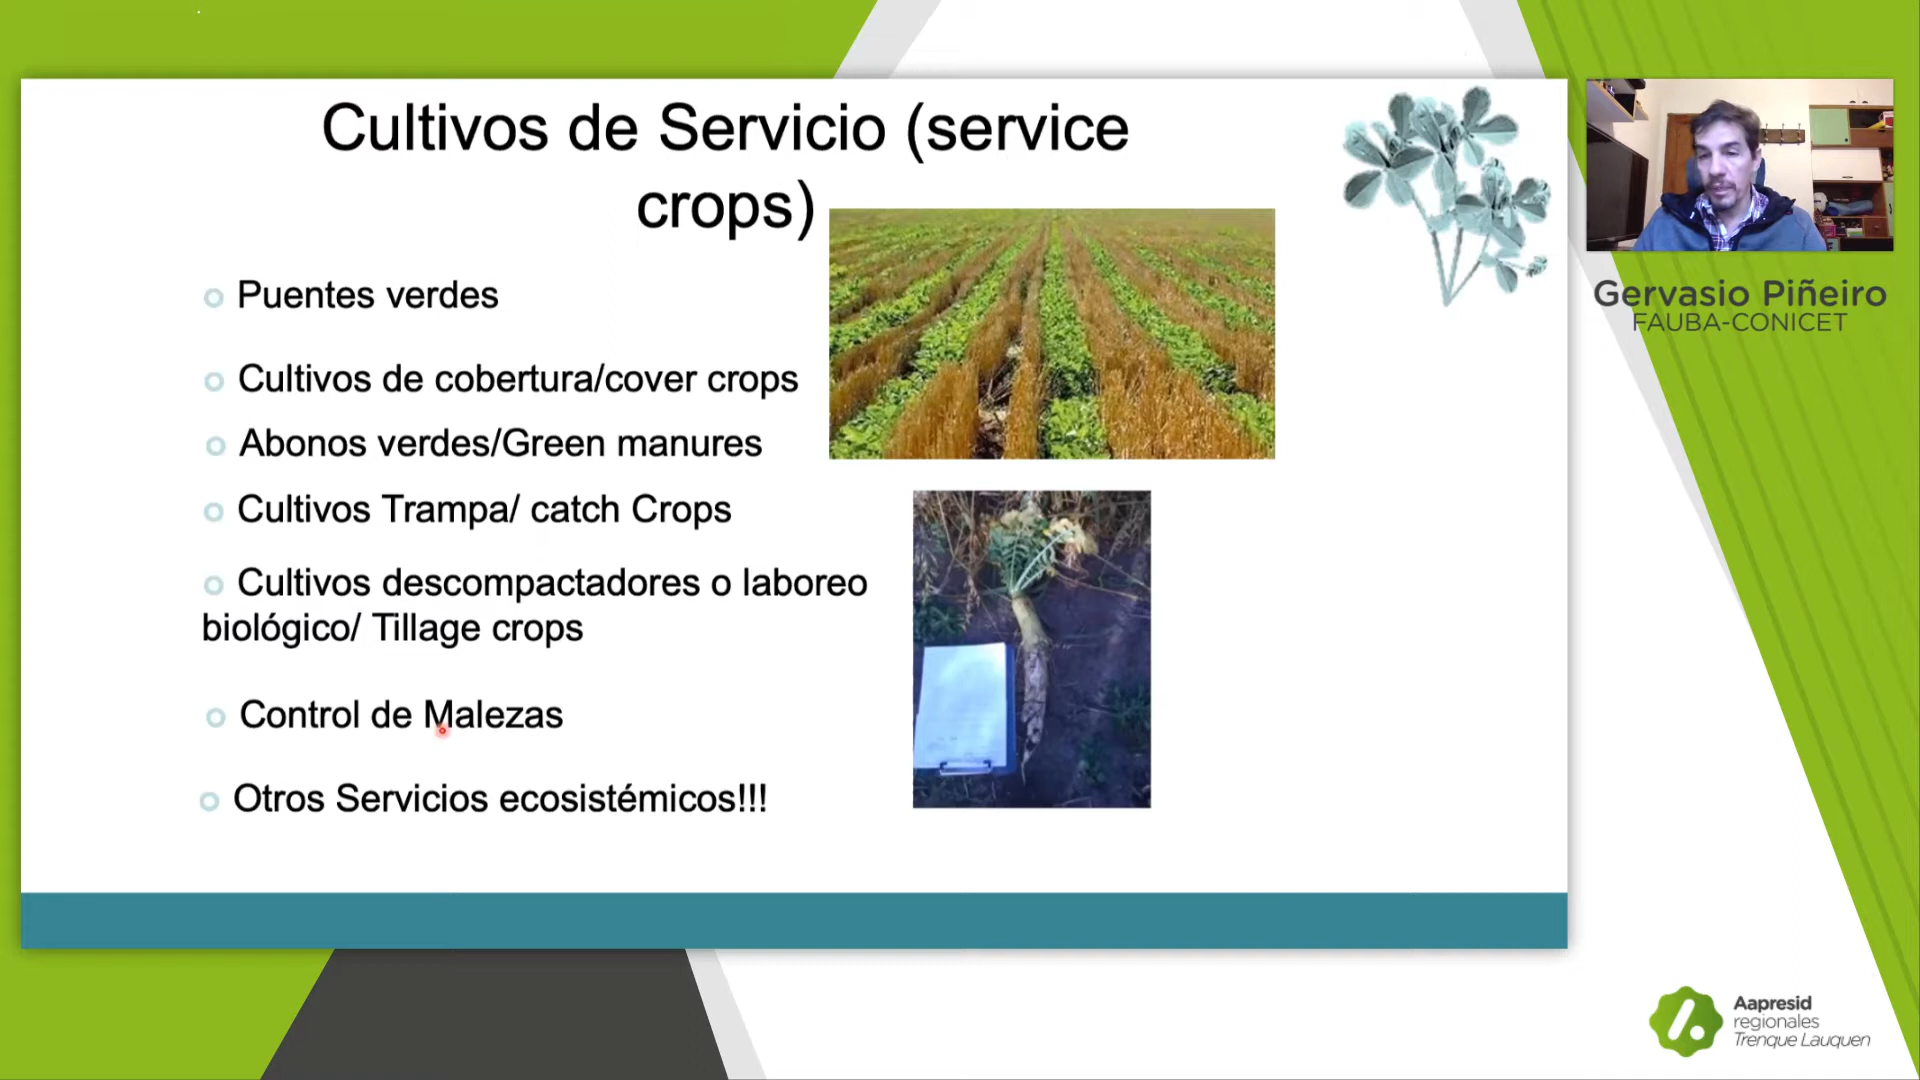 Cultivos de Servicio (service
crops)
Puentes verdes
Cultivos de cobertura/cover crops
Abonos verdes/Green manures
Cultivos Trampa/ catch Crops
Cultivos descompactadores o laboreo
biológico/ Tillage crops
Control de Malezas
Otros Servicios ecosistémicos!!!
Gervasio Piñeiro
FAUBA-CONICET
Aapresid
regionales
Trenque Lauquen